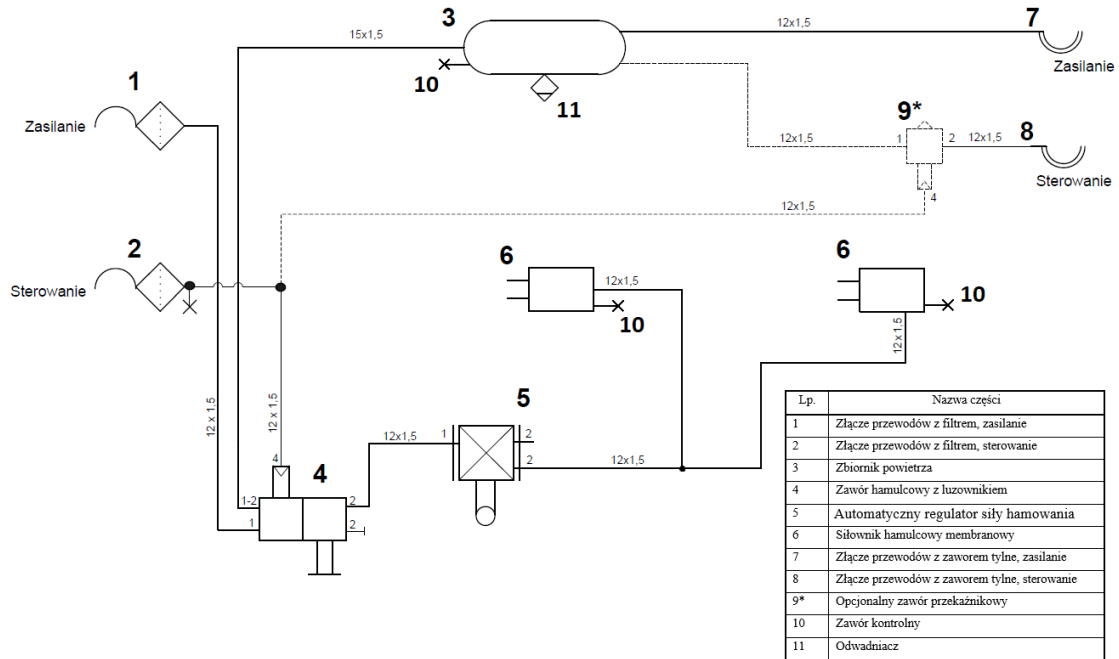 3
7
15x1,5
12x1,5
Zasilanie
10
11
1
Zasilanie
9*
8
12x1,5
1
2
12x1,5
Sterowanie
4
12x1,5
2
Sterowanie
6
12x1,5
10
6
10
12x1,5
12 x 1,5
12 x 1,5
5
12x1,5
1
2
2
12x1,5
4
4
1-2
1
2
2
Lp. Nazwa części
1 Złącze przewodów z filtrem, zasilanie
2 Złącze przewodów z filtrem, sterowanie
3 Zbiornik powietrza
4 Zawór hamulcowy z luzownikiem
5 Automatyczny regulator siły hamowania
6 Siłownik hamulcowy membranowy
7 Złącze przewodów z zaworem tylne, zasilanie
8 Złącze przewodów z zaworem tylne, sterowanie
9* Opcjonalny zawór przekaźnikowy
10 Zawór kontrolny
11 Odwadniacz